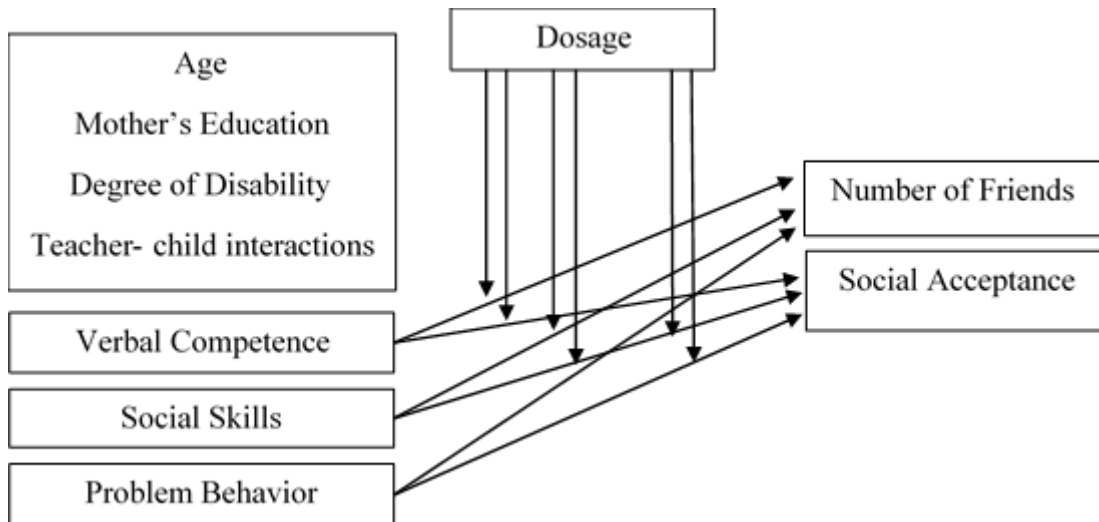 Dosage
Age
Mother’s Education
Degree of Disability
Teacher- child interactions
Number of Friends
Social Acceptance
Verbal Competence
Social Skills
Problem Behavior